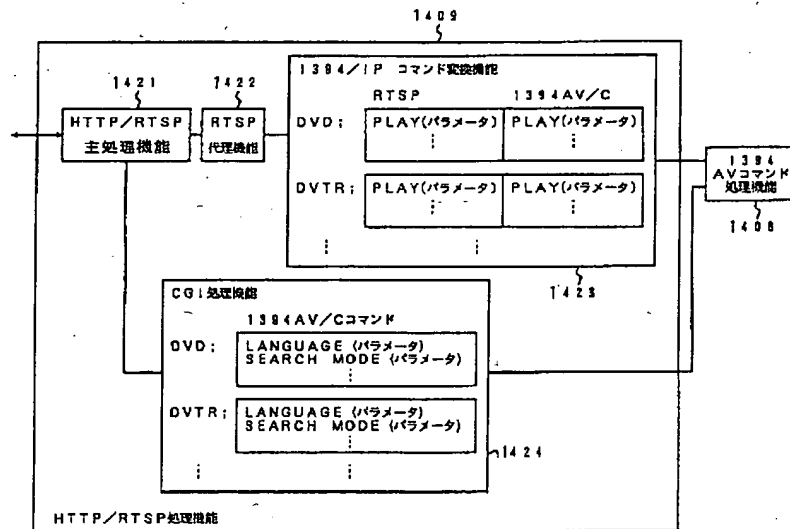 1409
1421
1422
HTTP/RTSP
主処理機能
RTSP
代理機能
1394/IP コマンド変換機能
RTSP 1394AV/C
DVD; PLAY(パラメータ) PLAY(パラメータ)
DVTR; PLAY(パラメータ) PLAY(パラメータ)
1423
1394
AVコマンド
処理機能
1408
CGI処理機能
1394AV/Cコマンド
DVD; LANGUAGE (パラメータ)
SEARCH MODE (パラメータ)
DVTR; LANGUAGE (パラメータ)
SEARCH MODE (パラメータ)
1424
HTTP/RTSP処理機能